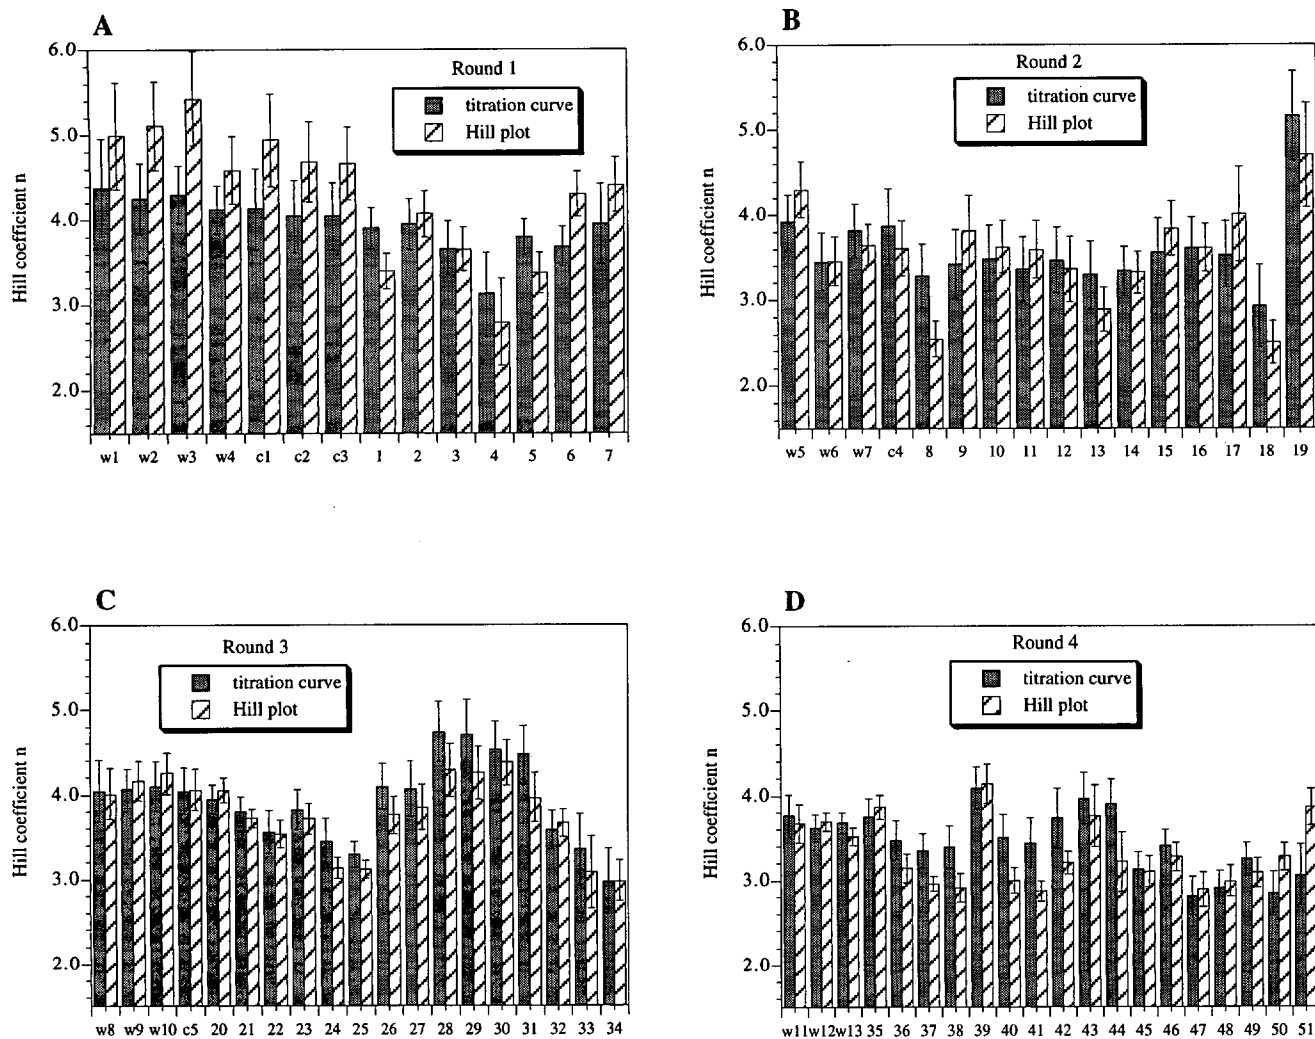 A
Round 1
titration curve
Hill plot
Hill coefficient n
6.0
5.0
4.0
3.0
2.0
w1 w2 w3 w4 c1 c2 c3 1 2 3 4 5 6 7
B
Round 2
titration curve
Hill plot
Hill coefficient n
6.0
5.0
4.0
3.0
2.0
w5 w6 w7 c4 8 9 10 11 12 13 14 15 16 17 18 19
C
Round 3
titration curve
Hill plot
Hill coefficient n
6.0
5.0
4.0
3.0
2.0
w8 w9 w10 c5 20 21 22 23 24 25 26 27 28 29 30 31 32 33 34
D
Round 4
titration curve
Hill plot
Hill coefficient n
6.0
5.0
4.0
3.0
2.0
w11 w12 w13 35 36 37 38 39 40 41 42 43 44 45 46 47 48 49 50 51